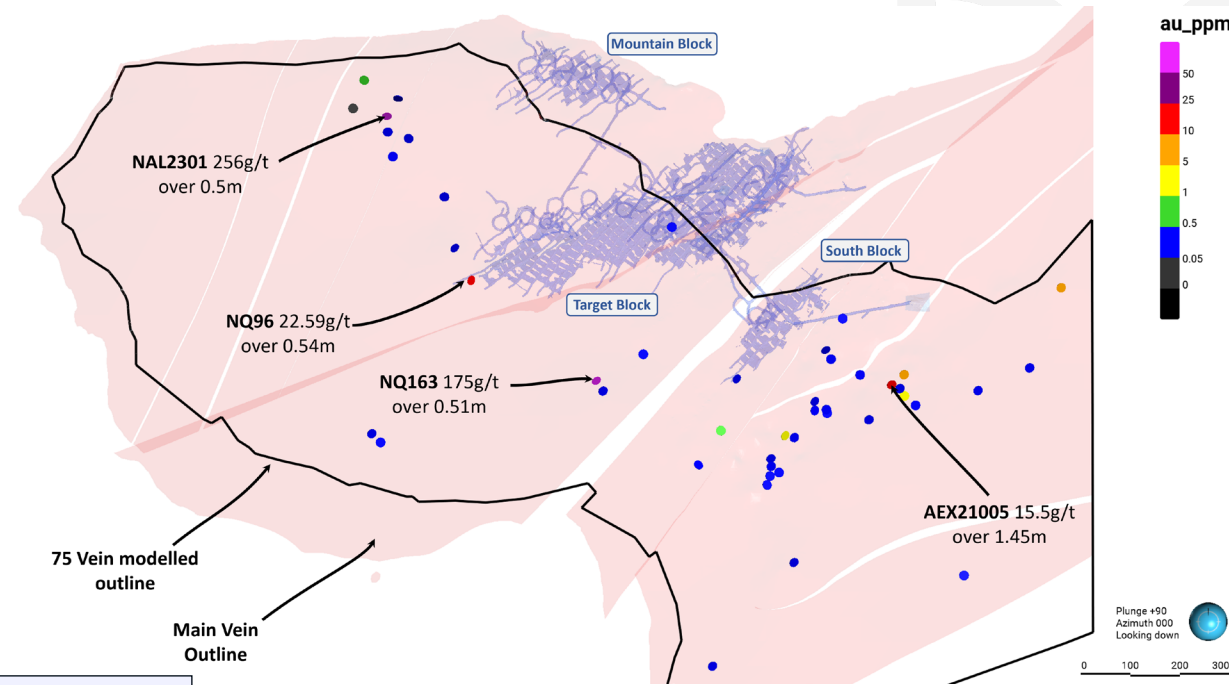 Mountain Block
au_ppm
50
25
10
5
1
0.5
0.05
0
NAL2301 256g/t
over 0.5m
South Block
Target Block
NQ96 22.59g/t
over 0.54m
NQ163 175g/t
over 0.51m
AEX21005 15.5g/t
over 1.45m
75 Vein modelled
outline
Main Vein
Outline
Plunge +90
Azimuth 000
Looking down
0 100 200 300